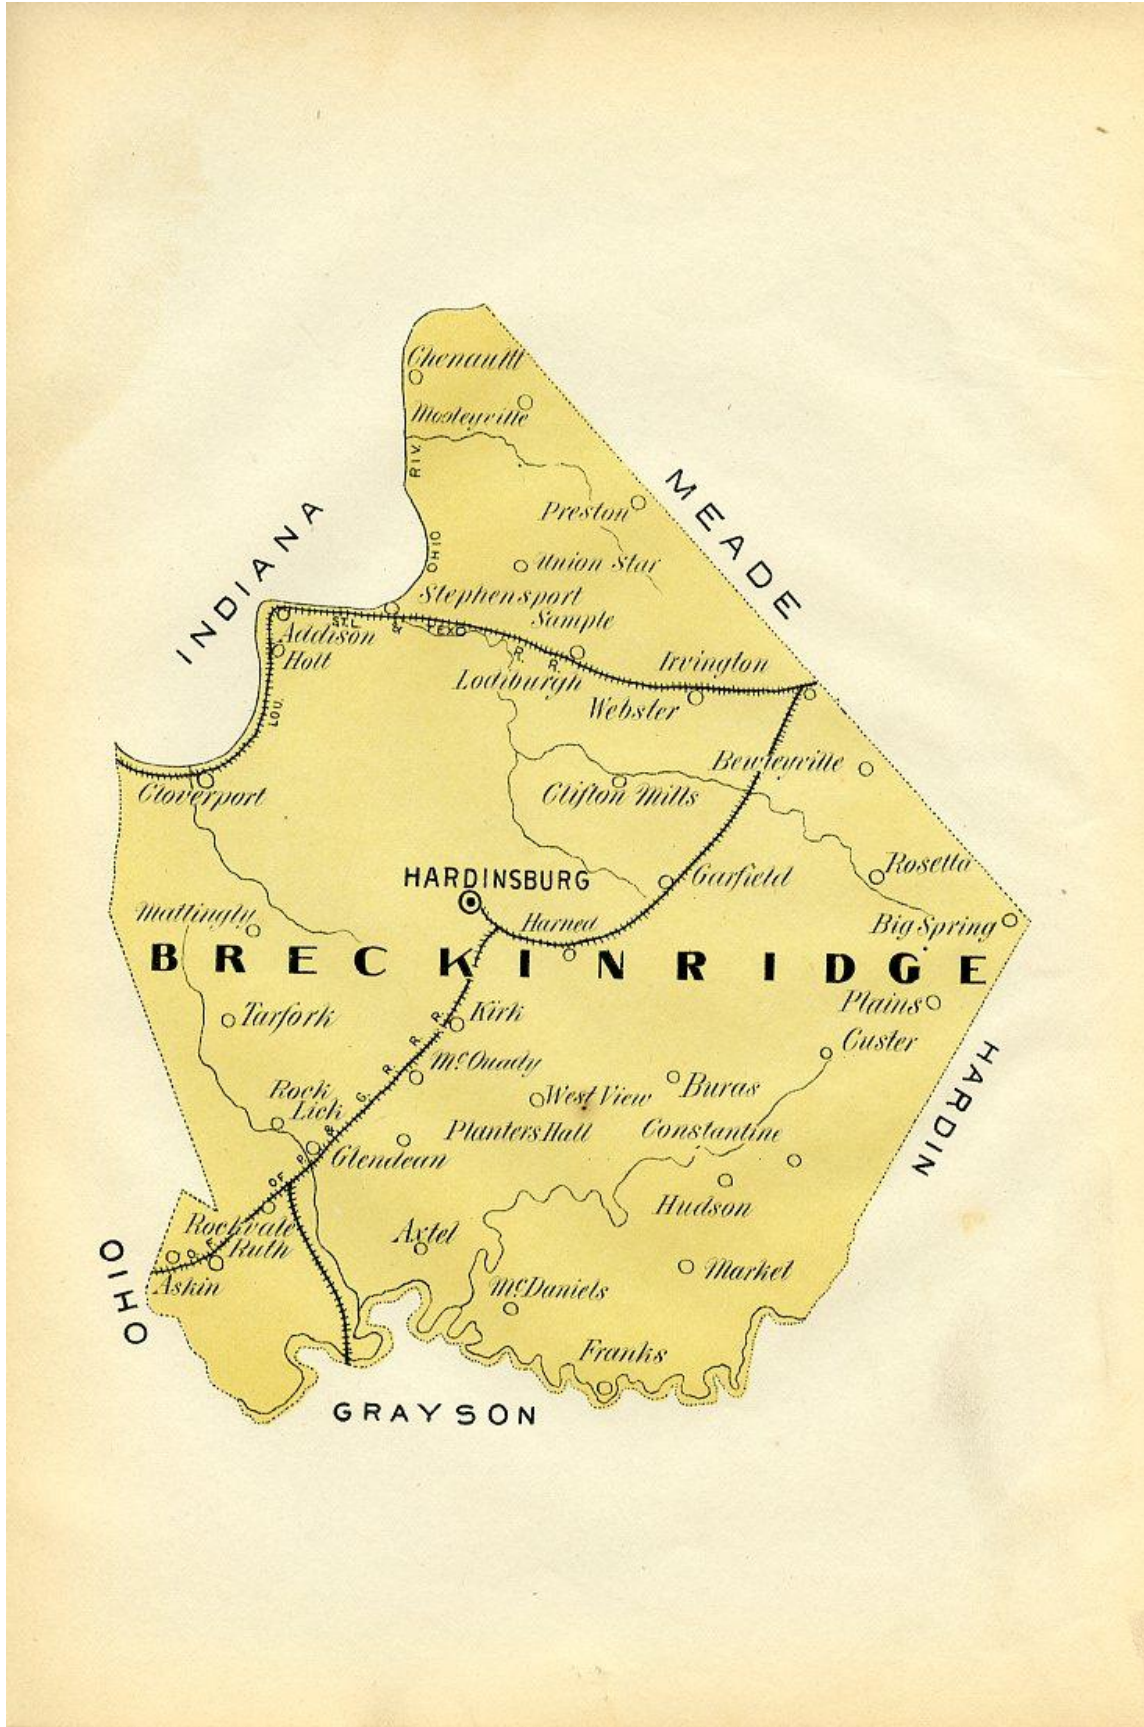 Chenault
Mooleyville
RIV.
OHIO
Preston
MEADE
INDIANA
Union Star
Stephensport
Sample
Addison
ST.L
Holt
LOU.
R. R.
Lodiburgh
Irvington
Webster
Bewleyville
Cloverport
Clifton Mills
HARDINSBURG
Garfield
Rosetta
Mattingly
Harned
Big Spring
BRECKINRIDGE
Tarfork
Kirk
Plains
Custer
HARDIN
McQuady
Rock
Lick
West View
Buras
Planters Hall
Constantine
Glendean
OF P. & G. R. R. R.
Hudson
Rockvale
Ruth
Axtel
Market
Askin
OHIO
McDaniels
Franks
GRAYSON